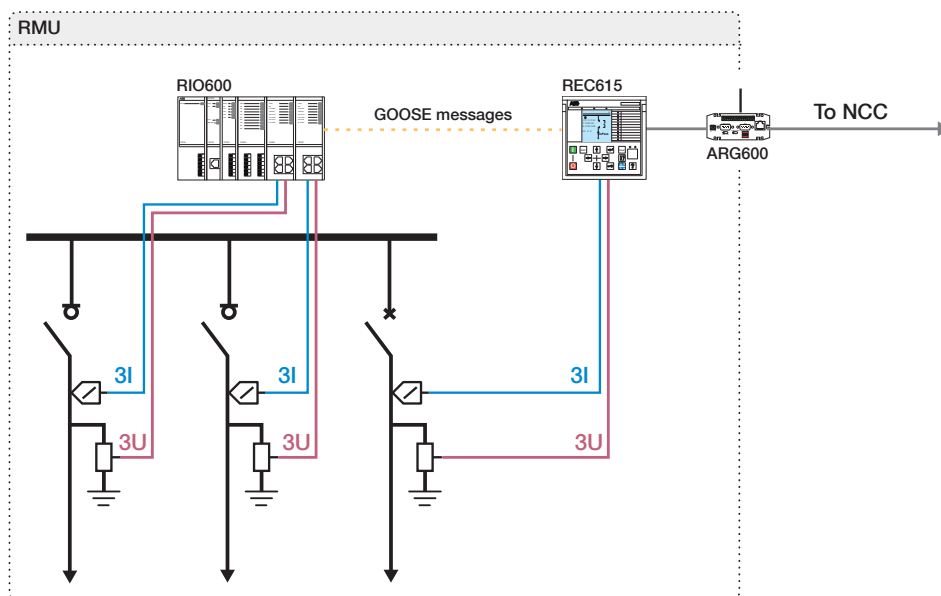 RMU
RIO600
REC615
GOOSE messages
To NCC
ARG600
3I
3I
3I
3U
3U
3U